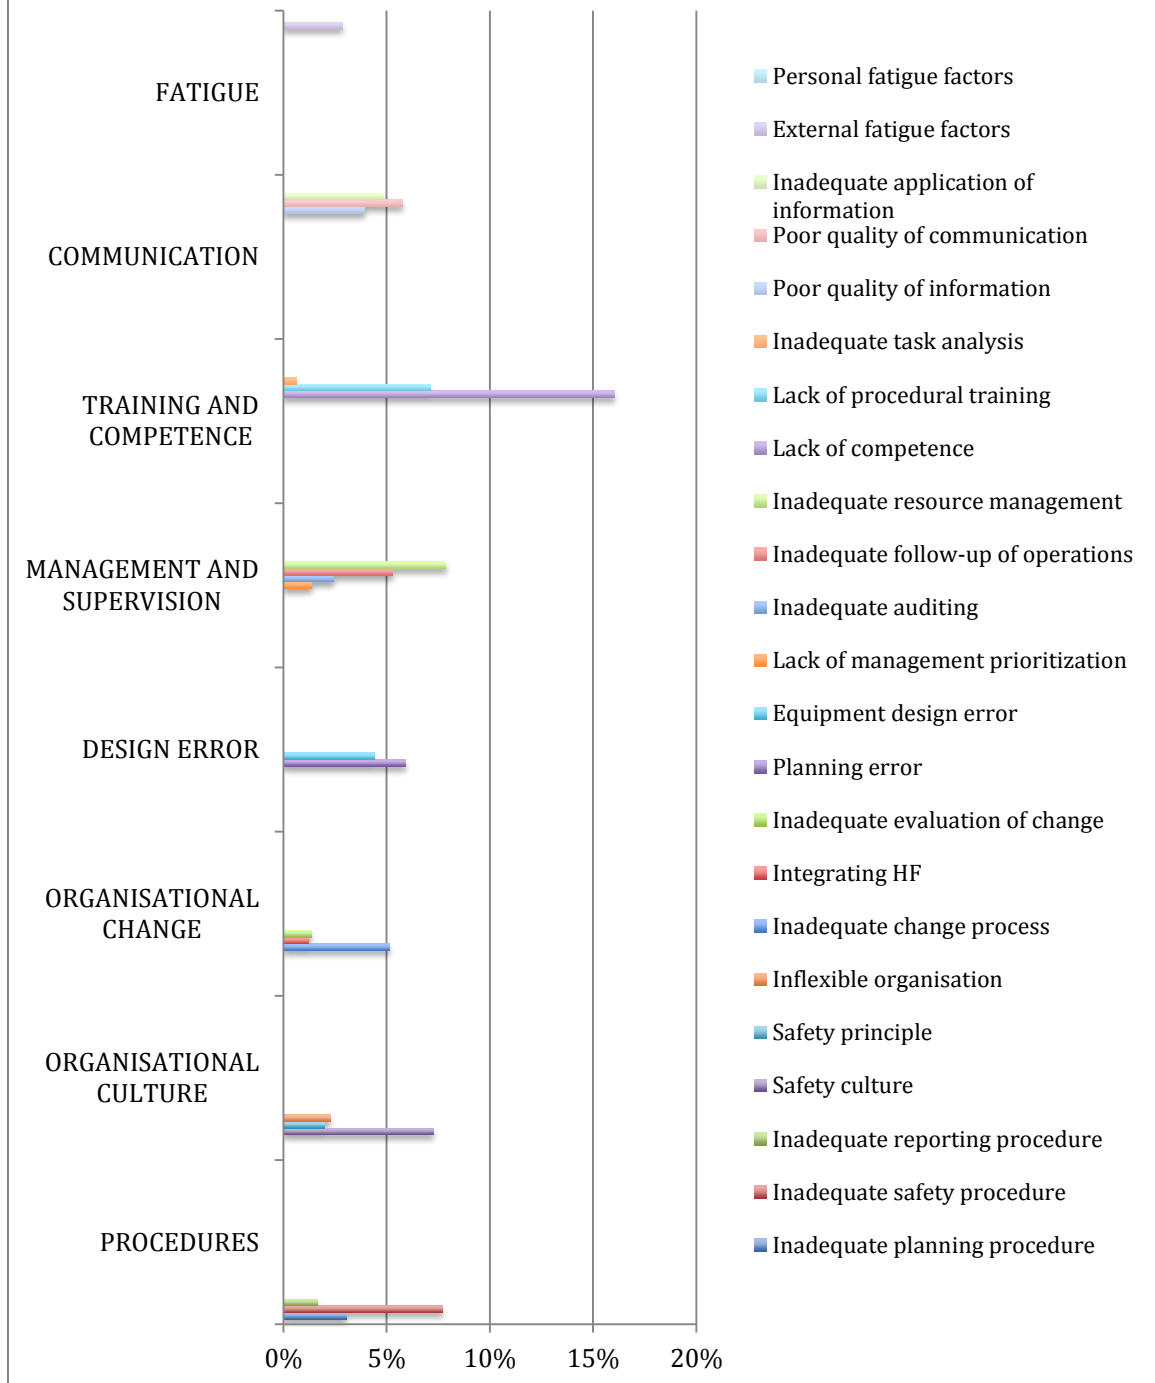 FATIGUE
COMMUNICATION
TRAINING AND
COMPETENCE
MANAGEMENT AND
SUPERVISION
DESIGN ERROR
ORGANISATIONAL
CHANGE
ORGANISATIONAL
CULTURE
PROCEDURES
0% 5% 10% 15% 20%
Personal fatigue factors
External fatigue factors
Inadequate application of
information
Poor quality of communication
Poor quality of information
Inadequate task analysis
Lack of procedural training
Lack of competence
Inadequate resource management
Inadequate follow-up of operations
Inadequate auditing
Lack of management prioritization
Equipment design error
Planning error
Inadequate evaluation of change
Integrating HF
Inadequate change process
Inflexible organisation
Safety principle
Safety culture
Inadequate reporting procedure
Inadequate safety procedure
Inadequate planning procedure